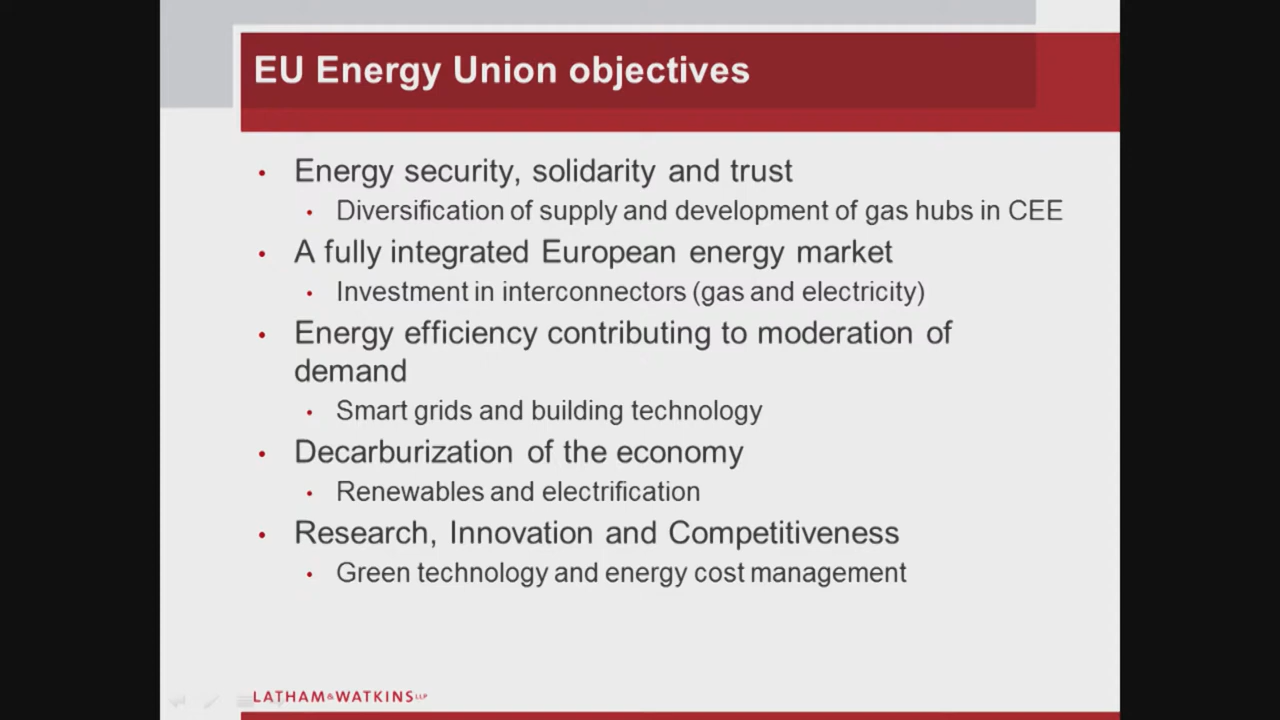 EU Energy Union objectives
• Energy security, solidarity and trust
• Diversification of supply and development of gas hubs in CEE
• A fully integrated European energy market
• Investment in interconnectors (gas and electricity)
• Energy efficiency contributing to moderation of
demand
• Smart grids and building technology
• Decarburization of the economy
• Renewables and electrification
• Research, Innovation and Competitiveness
• Green technology and energy cost management
LATHAM&WATKINS LLP